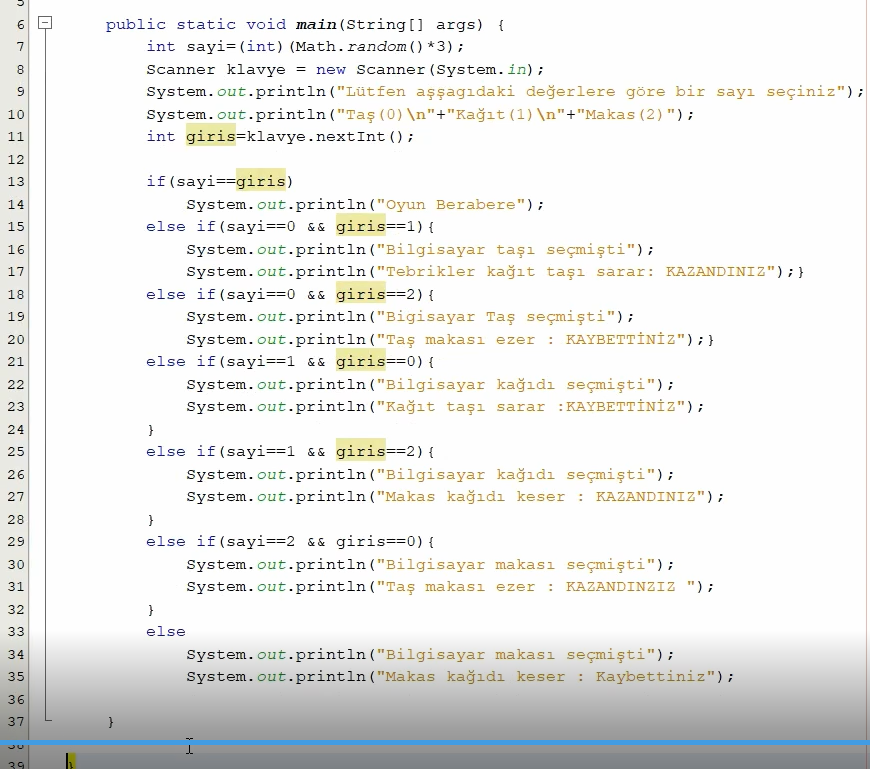 5
6 public static void main(String[] args) {
7 int sayi=(int)(Math.random()*3);
8 Scanner klavye = new Scanner(System.in);
9 System.out.println("Lütfen aşşagıdaki değerlere göre bir sayı seçiniz");
10 System.out.println("Taş(0)\n"+"Kağıt(1)\n"+"Makas(2)");
11 int giris=klavye.nextInt();
12
13 if(sayi==giris)
14 System.out.println("Oyun Berabere");
15 else if(sayi==0 && giris==1){
16 System.out.println("Bilgisayar taşı seçmişti");
17 System.out.println("Tebrikler kağıt taşı sarar: KAZANDINIZ");}
18 else if(sayi==0 && giris==2){
19 System.out.println("Bigisayar Taş seçmişti");
20 System.out.println("Taş makası ezer : KAYBETTİNİZ");}
21 else if(sayi==1 && giris==0){
22 System.out.println("Bilgisayar kağıdı seçmişti");
23 System.out.println("Kağıt taşı sarar :KAYBETTİNİZ");
24 }
25 else if(sayi==1 && giris==2){
26 System.out.println("Bilgisayar kağıdı seçmişti");
27 System.out.println("Makas kağıdı keser : KAZANDINIZ");
28 }
29 else if(sayi==2 && giris==0){
30 System.out.println("Bilgisayar makası seçmişti");
31 System.out.println("Taş makası ezer : KAZANDINZIZ ");
32 }
33 else
34 System.out.println("Bilgisayar makası seçmişti");
35 System.out.println("Makas kağıdı keser : Kaybettiniz");
36
37 }
38
39 }